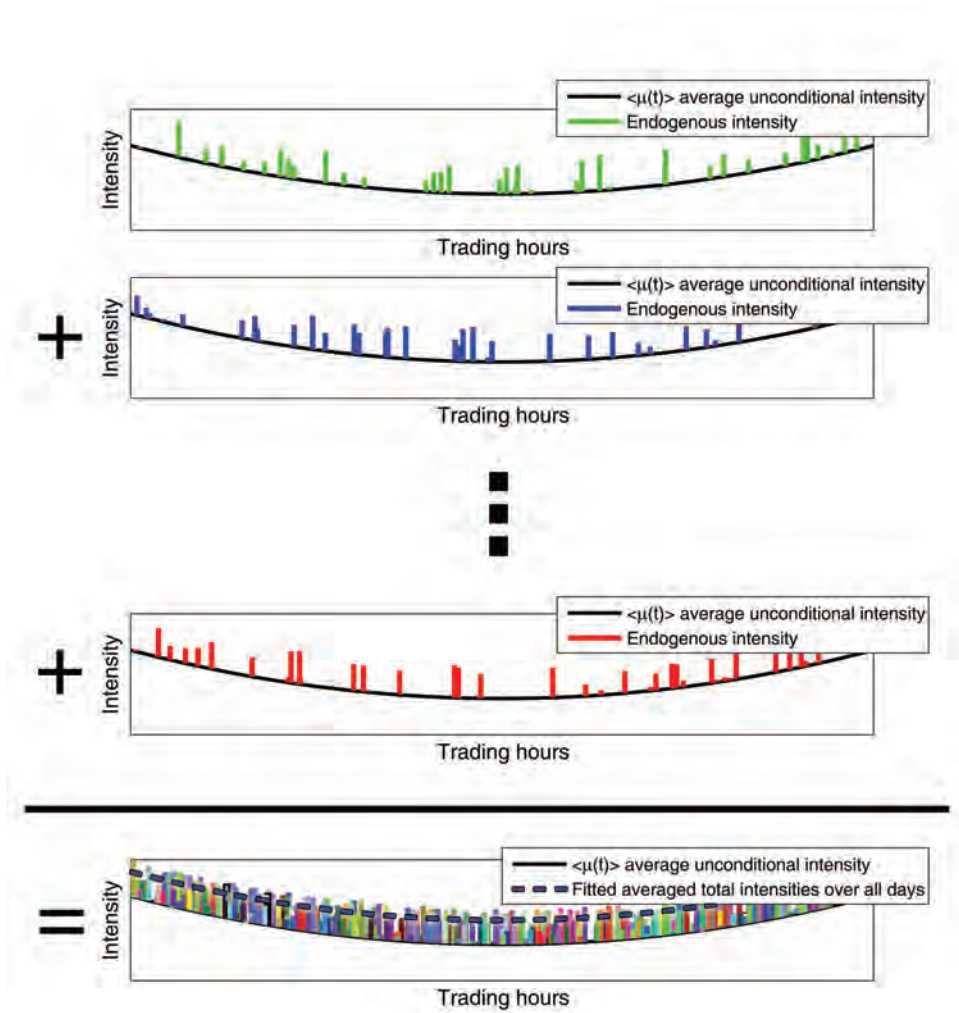 <μ(t)> average unconditional intensity
Endogenous intensity
Intensity
Trading hours
+
<μ(t)> average unconditional intensity
Endogenous intensity
Intensity
Trading hours
+
<μ(t)> average unconditional intensity
Endogenous intensity
Intensity
Trading hours
=
<μ(t)> average unconditional intensity
Fitted averaged total intensities over all days
Intensity
Trading hours